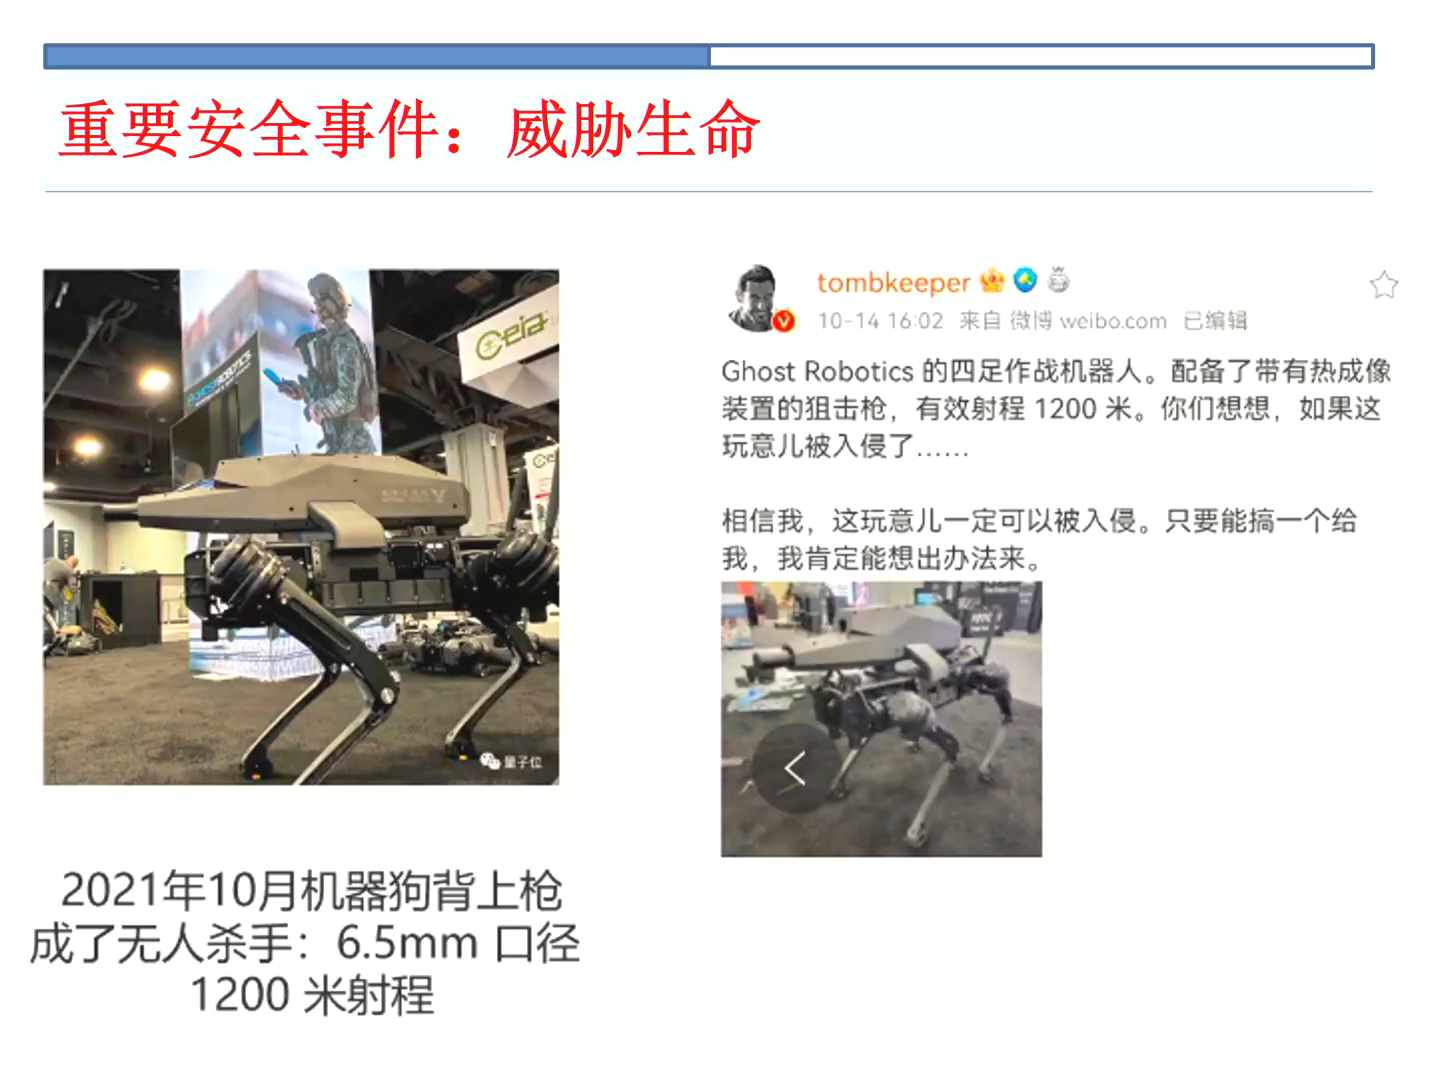 重要安全事件：威胁生命
ceia
量子位
2021年10月机器狗背上枪
成了无人杀手：6.5mm 口径
1200 米射程
tombkeeper
10-14 16:02 来自 微博 weibo.com 已编辑
Ghost Robotics 的四足作战机器人。配备了带有热成像
装置的狙击枪，有效射程 1200 米。你们想想，如果这
玩意儿被入侵了……
相信我，这玩意儿一定可以被入侵。只要能搞一个给
我，我肯定能想出办法来。